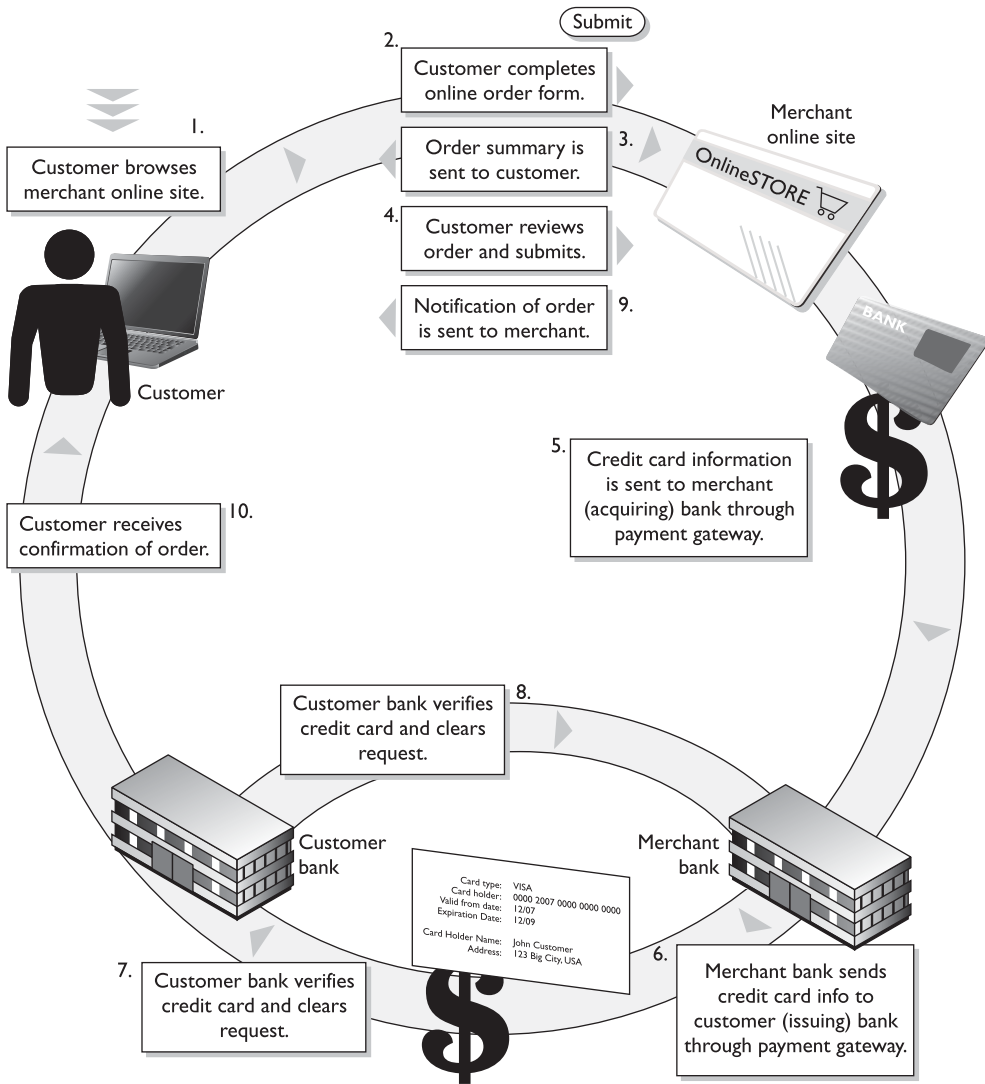 Submit
2.
Customer completes
online order form.
1.
Customer browses
merchant online site.
Merchant
online site
OnlineSTORE
3.
Order summary is
sent to customer.
4.
Customer reviews
order and submits.
9.
Notification of order
is sent to merchant.
BANK
Customer
5.
Credit card information
is sent to merchant
(acquiring) bank through
payment gateway.
10.
Customer receives
confirmation of order.
8.
Customer bank verifies
credit card and clears
request.
Customer
bank
Merchant
bank
Card type: VISA
Card holder: 0000 2007 0000 0000 0000
Valid from date: 12/07
Expiration Date: 12/09
Card Holder Name: John Customer
Address: 123 Big City, USA
$
$
7.
Customer bank verifies
credit card and clears
request.
6.
Merchant bank sends
credit card info to
customer (issuing) bank
through payment gateway.